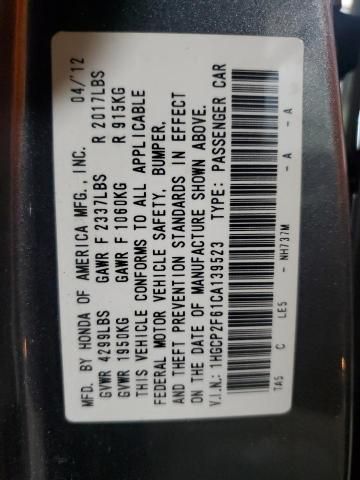 MFD. BY HONDA OF AMERICA MFG., INC. 04/'12
GVWR 4299LBS GAWR F 2337LBS R 2017LBS
GVWR 1950KG GAWR F 1060KG R 915KG
THIS VEHICLE CONFORMS TO ALL APPLICABLE
FEDERAL MOTOR VEHICLE SAFETY, BUMPER,
AND THEFT PREVENTION STANDARDS IN EFFECT
ON THE DATE OF MANUFACTURE SHOWN ABOVE.
V.I.N.: 1HGCP2F61CA139523 TYPE: PASSENGER CAR
TA5 C LE5 - NH737M - A - A